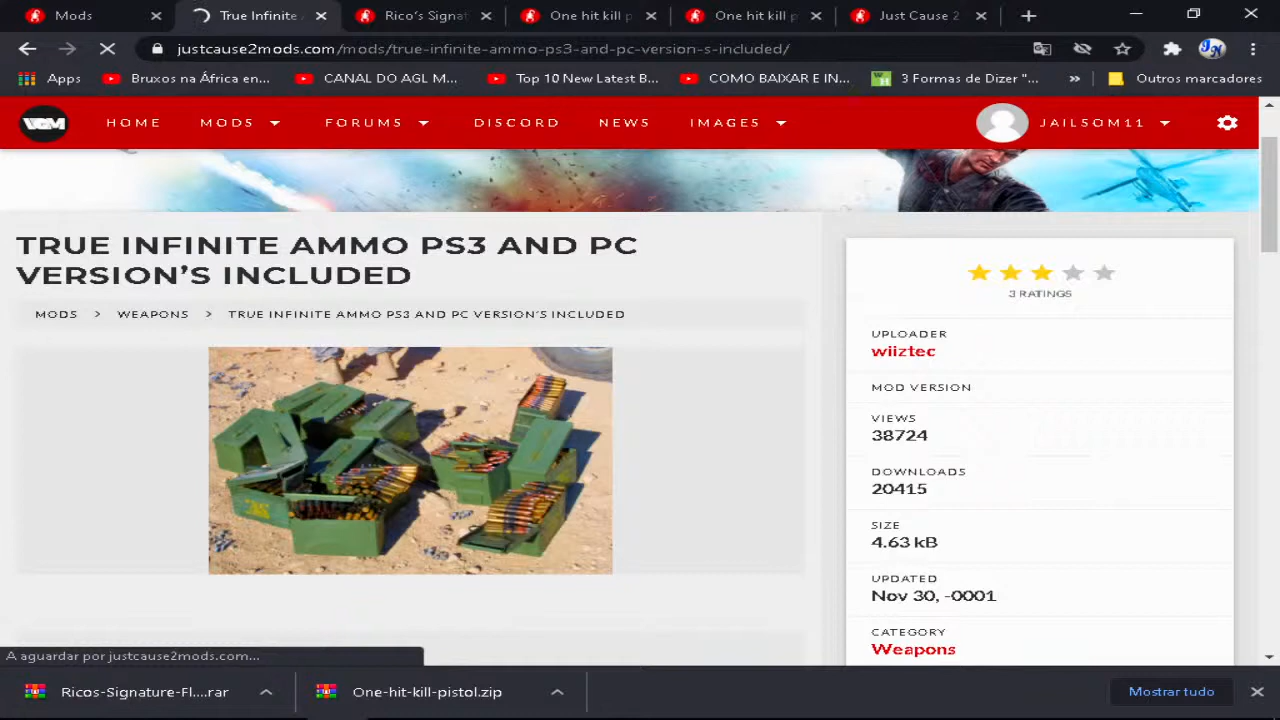 Mods
True Infinite
Rico's Signat
One hit kill p
One hit kill p
Just Cause 2
justcause2mods.com/mods/true-infinite-ammo-ps3-and-pc-version-s-included/
Apps
Bruxos na África en...
CANAL DO AGL M...
Top 10 New Latest B...
COMO BAIXAR E IN...
3 Formas de Dizer "...
»
Outros marcadores
VGM
HOME
MODS
FORUMS
DISCORD
NEWS
IMAGES
JAILSOM11
TRUE INFINITE AMMO PS3 AND PC
VERSION'S INCLUDED
MODS > WEAPONS > TRUE INFINITE AMMO PS3 AND PC VERSION'S INCLUDED
3 RATINGS
UPLOADER
wiiztec
MOD VERSION
VIEWS
38724
DOWNLOADS
20415
SIZE
4.63 kB
UPDATED
Nov 30, -0001
CATEGORY
Weapons
A aguardar por justcause2mods.com...
Ricos-Signature-Fl....rar
One-hit-kill-pistol.zip
Mostrar tudo